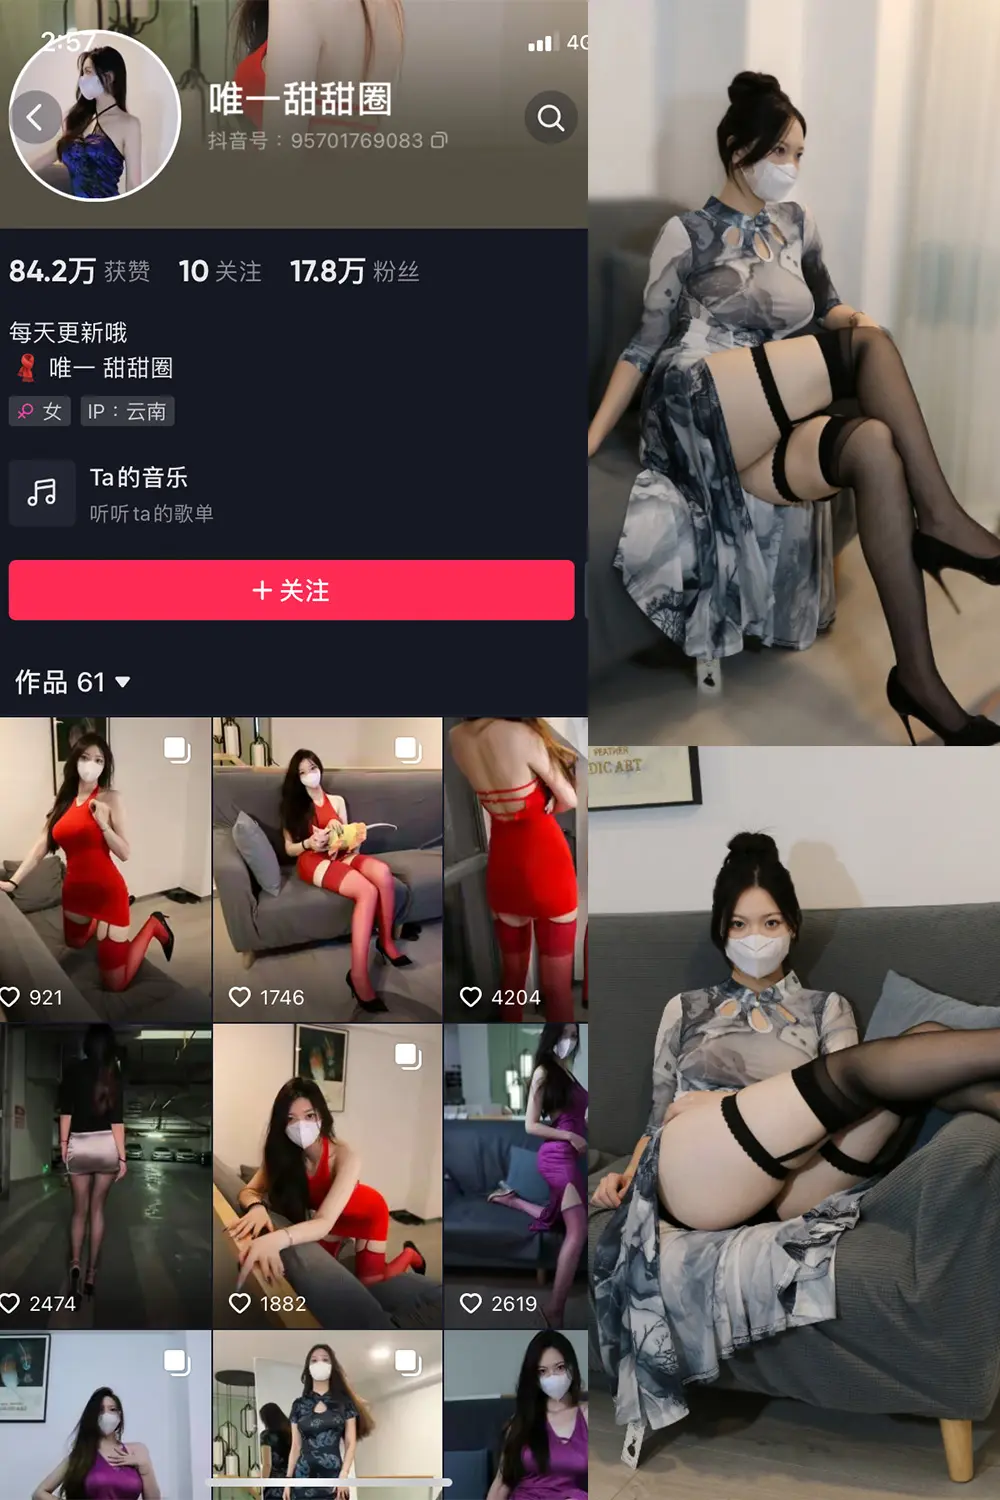 2:57
4G
唯一甜甜圈
抖音号：95701769083
84.2万 获赞 10 关注 17.8万 粉丝
每天更新哦
唯一 甜甜圈
女 IP：云南
Ta的音乐
听听ta的歌单
+ 关注
作品 61
921
1746
4204
2474
1882
2619
FEATHER
DIC ART